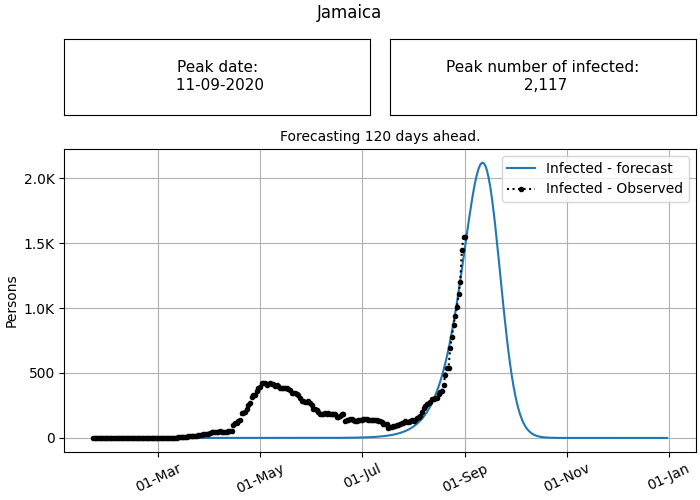 Jamaica
Peak date:
11-09-2020
Peak number of infected:
2,117
Forecasting 120 days ahead.
Infected - forecast
Infected - Observed
2.0K
1.5K
1.0K
500
0
Persons
01-Mar
01-May
01-Jul
01-Sep
01-Nov
01-Jan